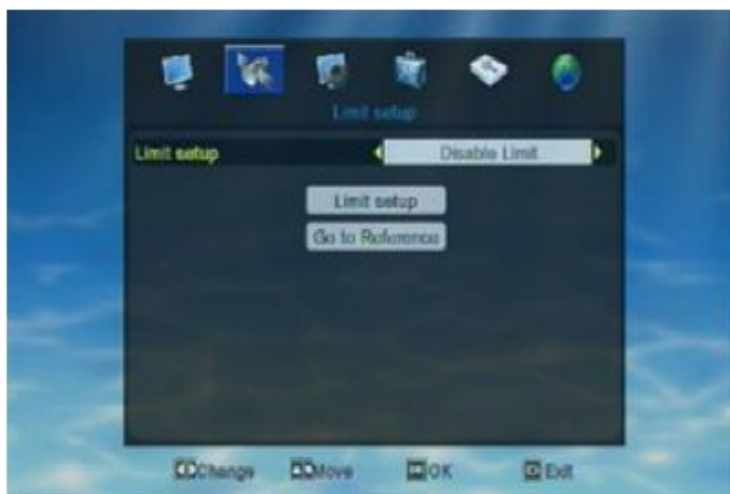 Limit setup
Limit setup Disable Limit
Limit setup
Go to Reference
Change Move OK Exit